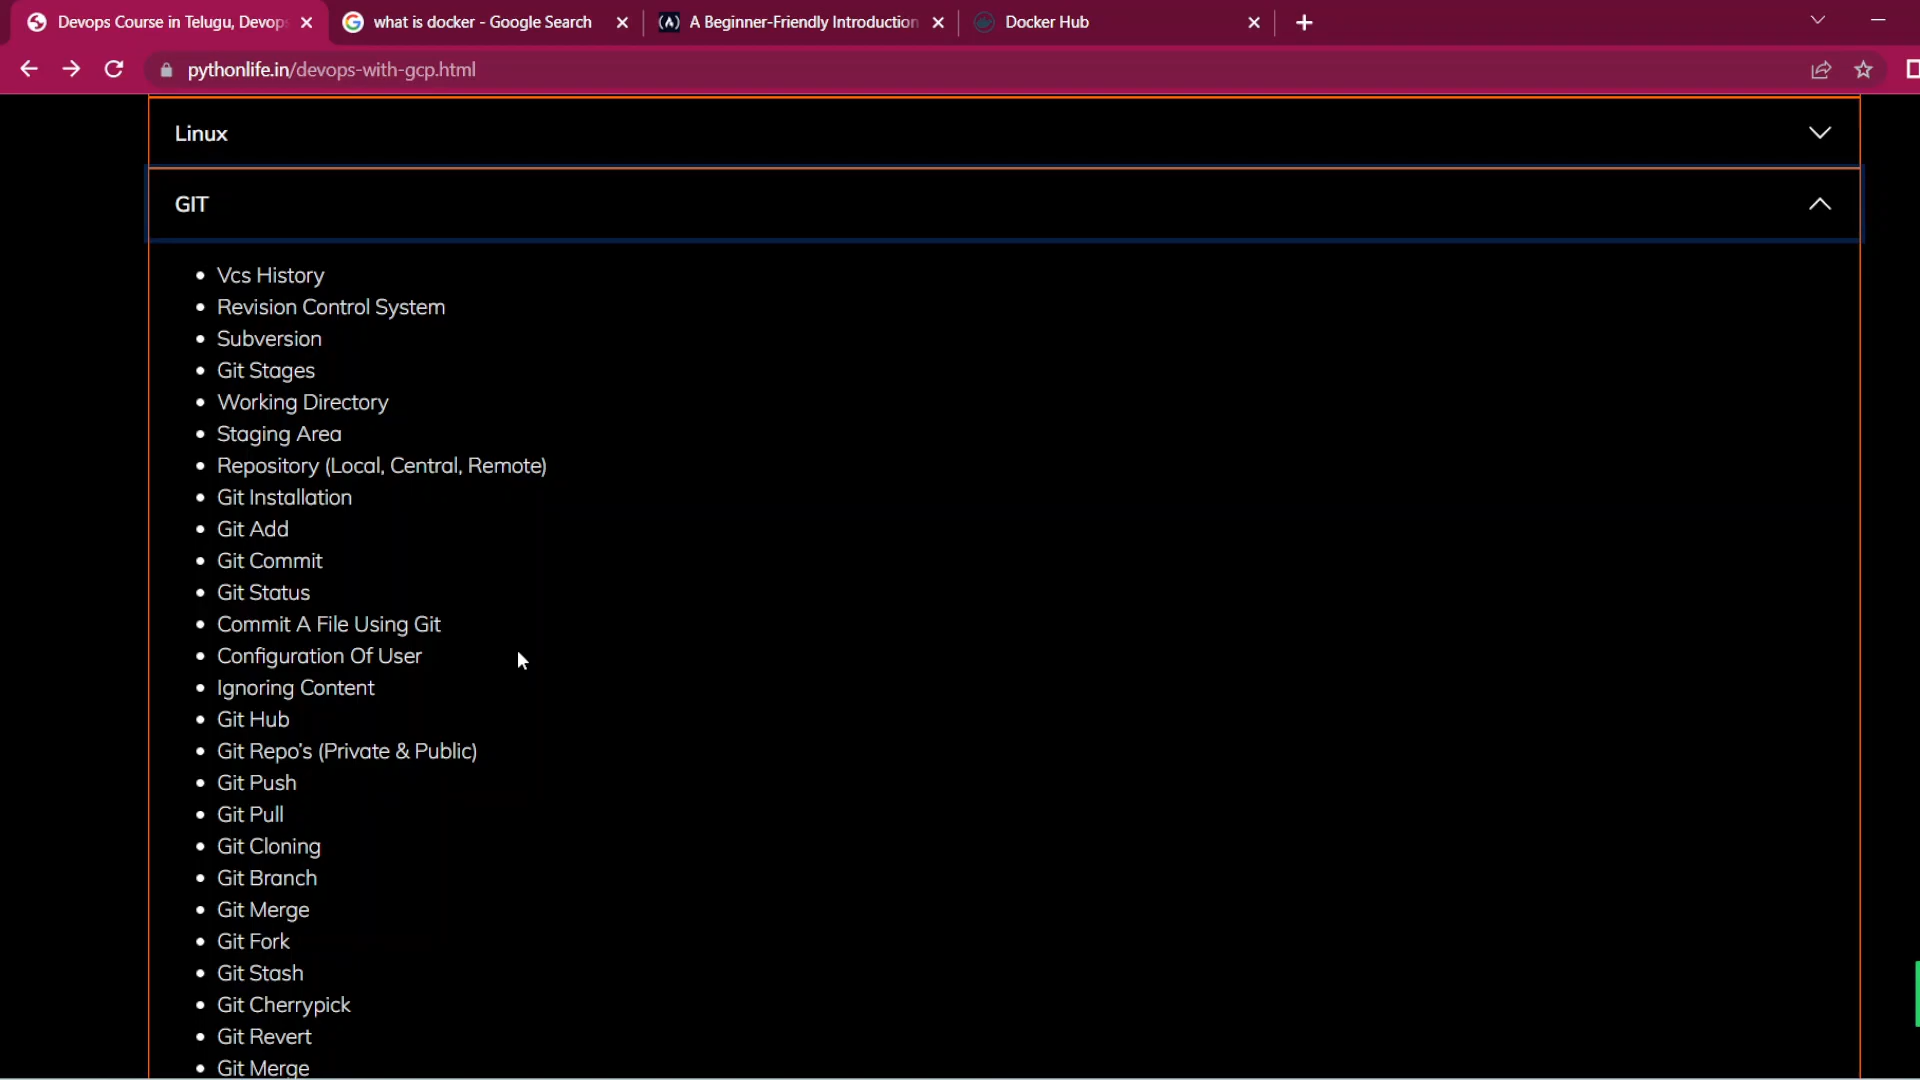 Devops Course in Telugu, Devops
what is docker - Google Search
A Beginner-Friendly Introduction
Docker Hub
pythonlife.in/devops-with-gcp.html
Linux
GIT
Vcs History
Revision Control System
Subversion
Git Stages
Working Directory
Staging Area
Repository (Local, Central, Remote)
Git Installation
Git Add
Git Commit
Git Status
Commit A File Using Git
Configuration Of User
Ignoring Content
Git Hub
Git Repo's (Private & Public)
Git Push
Git Pull
Git Cloning
Git Branch
Git Merge
Git Fork
Git Stash
Git Cherrypick
Git Revert
Git Merge